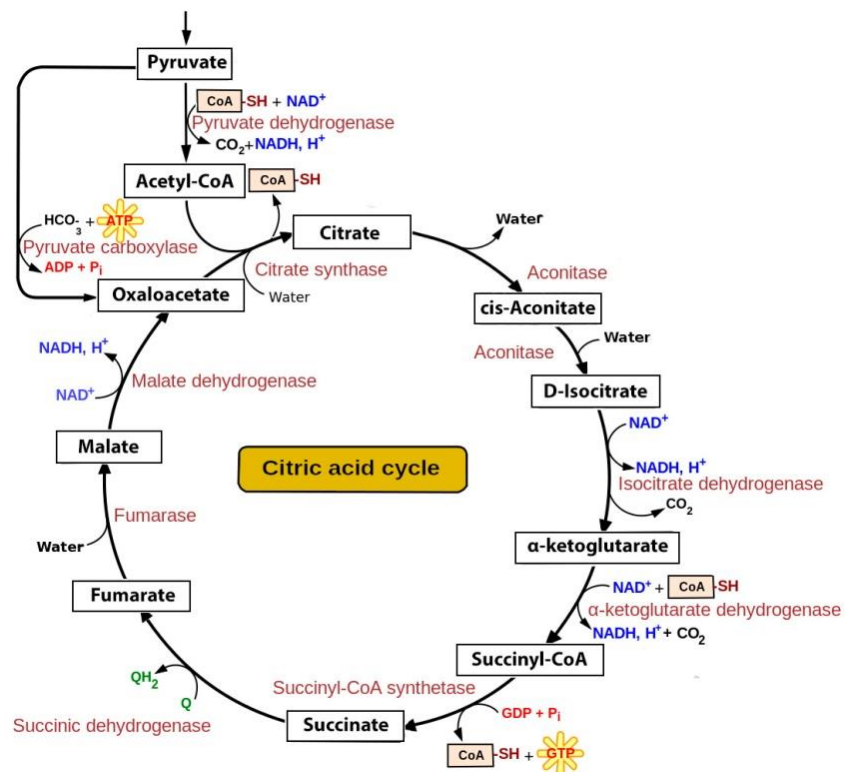 Pyruvate
CoA-SH + NAD⁺
Pyruvate dehydrogenase
CO₂+NADH, H⁺
Acetyl-CoA
CoA-SH
HCO₃- + ATP
Pyruvate carboxylase
ADP + Pᵢ
Oxaloacetate
Citrate synthase
Water
Citrate
Water
Aconitase
cis-Aconitate
Aconitase
Water
D-Isocitrate
NAD⁺
NADH, H⁺
Isocitrate dehydrogenase
CO₂
α-ketoglutarate
NAD⁺ + CoA-SH
α-ketoglutarate dehydrogenase
NADH, H⁺ + CO₂
Succinyl-CoA
Succinyl-CoA synthetase
GDP + Pᵢ
CoA-SH + GTP
Succinate
QH₂
Q
Succinic dehydrogenase
Fumarate
Water
Fumarase
Malate
NADH, H⁺
NAD⁺
Malate dehydrogenase
Citric acid cycle